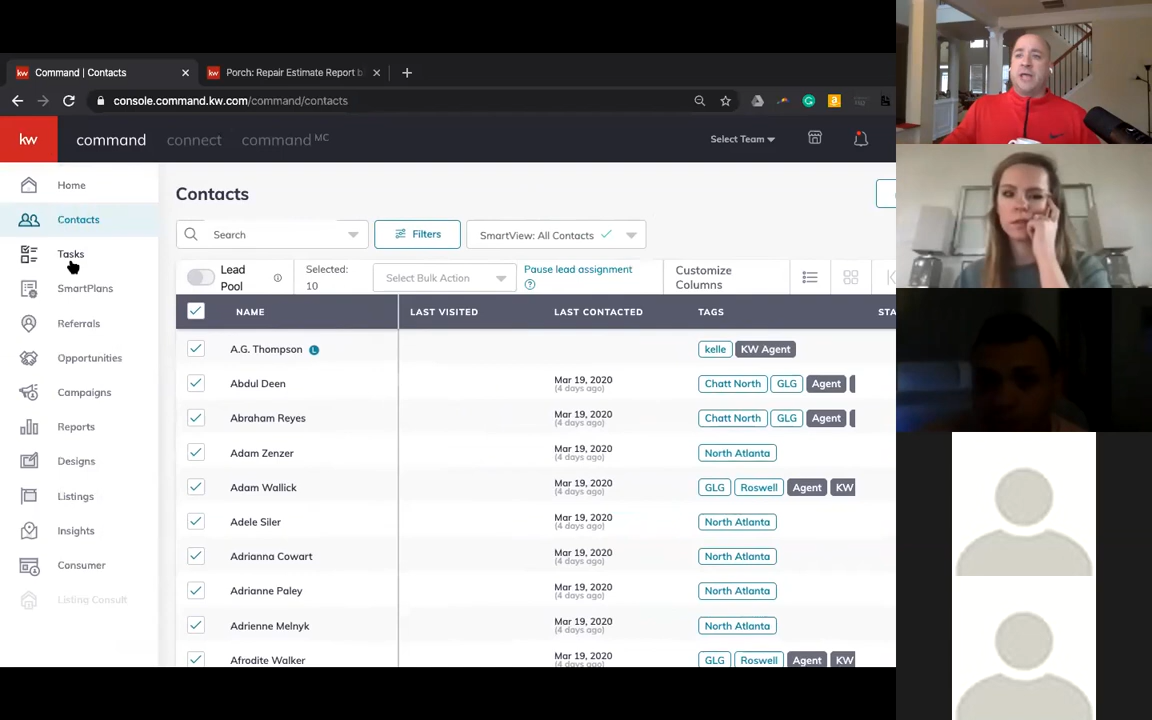 kw Command | Contacts ×
kw Porch: Repair Estimate Report b ×
console.command.kw.com/command/contacts
kw
command connect command MC
Select Team
Home
Contacts
Tasks
SmartPlans
Referrals
Opportunities
Campaigns
Reports
Designs
Listings
Insights
Consumer
Listing Consult
Contacts
Search
Filters
SmartView: All Contacts
Lead Pool
Selected: 10
Select Bulk Action
Pause lead assignment
Customize Columns
NAME LAST VISITED LAST CONTACTED TAGS STA
A.G. Thompson L kelle KW Agent
Abdul Deen Mar 19, 2020 (4 days ago) Chatt North GLG Agent
Abraham Reyes Mar 19, 2020 (4 days ago) Chatt North GLG Agent
Adam Zenzer Mar 19, 2020 (4 days ago) North Atlanta
Adam Wallick Mar 19, 2020 (4 days ago) GLG Roswell Agent KW
Adele Siler Mar 19, 2020 (4 days ago) North Atlanta
Adrianna Cowart Mar 19, 2020 (4 days ago) North Atlanta
Adrianne Paley Mar 19, 2020 (4 days ago) North Atlanta
Adrienne Melnyk Mar 19, 2020 (4 days ago) North Atlanta
Afrodite Walker Mar 19, 2020 (4 days ago) GLG Roswell Agent KW